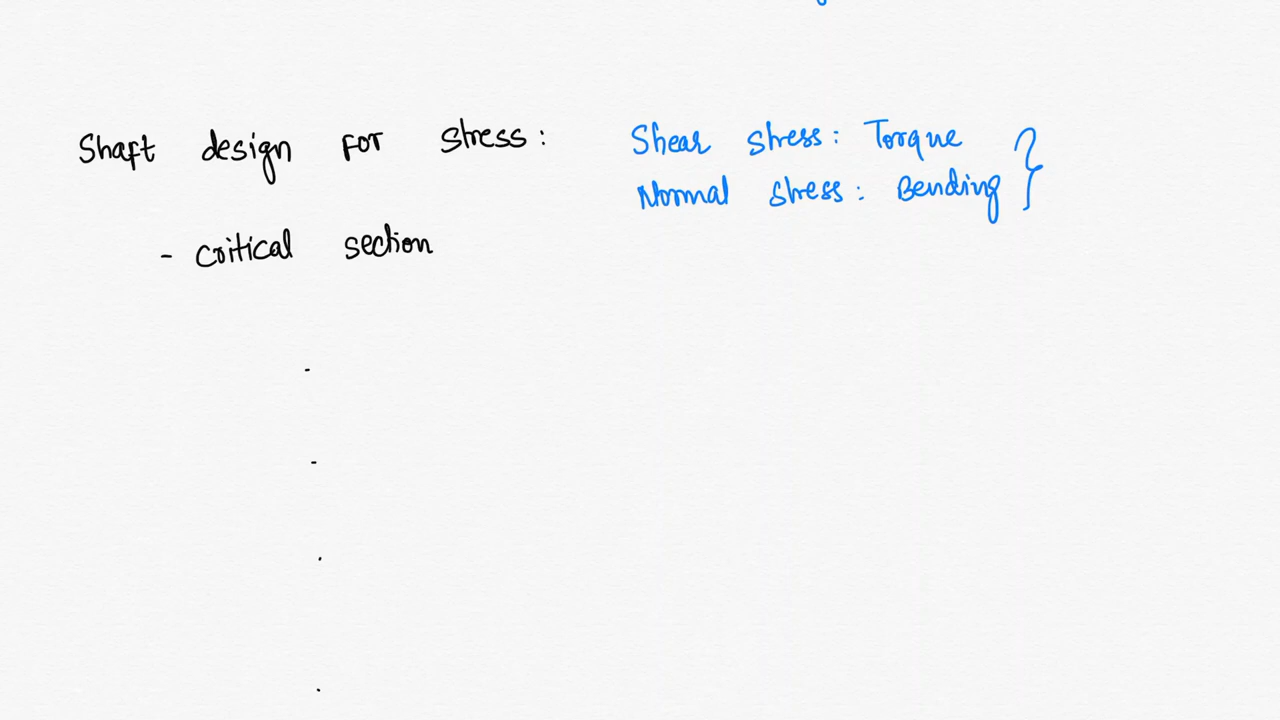 Shaft design for stress:
Shear stress: Torque
Normal stress: Bending
- critical section